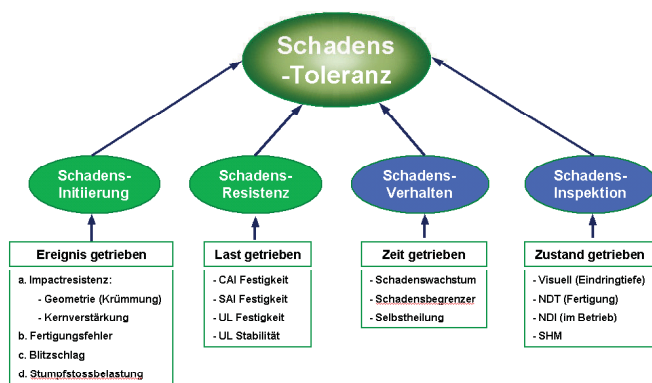 Schadens
-Toleranz
Schadens-
Initiierung
Schadens-
Resistenz
Schadens-
Verhalten
Schadens-
Inspektion
Ereignis getrieben
a. Impactresistenz:
- Geometrie (Krümmung)
- Kernverstärkung
b. Fertigungsfehler
c. Blitzschlag
d. Stumpfstossbelastung
Last getrieben
- CAI Festigkeit
- SAI Festigkeit
- UL Festigkeit
- UL Stabilität
Zeit getrieben
- Schadenswachstum
- Schadensbegrenzer
- Selbstheilung
Zustand getrieben
- Visuell (Eindringtiefe)
- NDT (Fertigung)
- NDI (im Betrieb)
- SHM